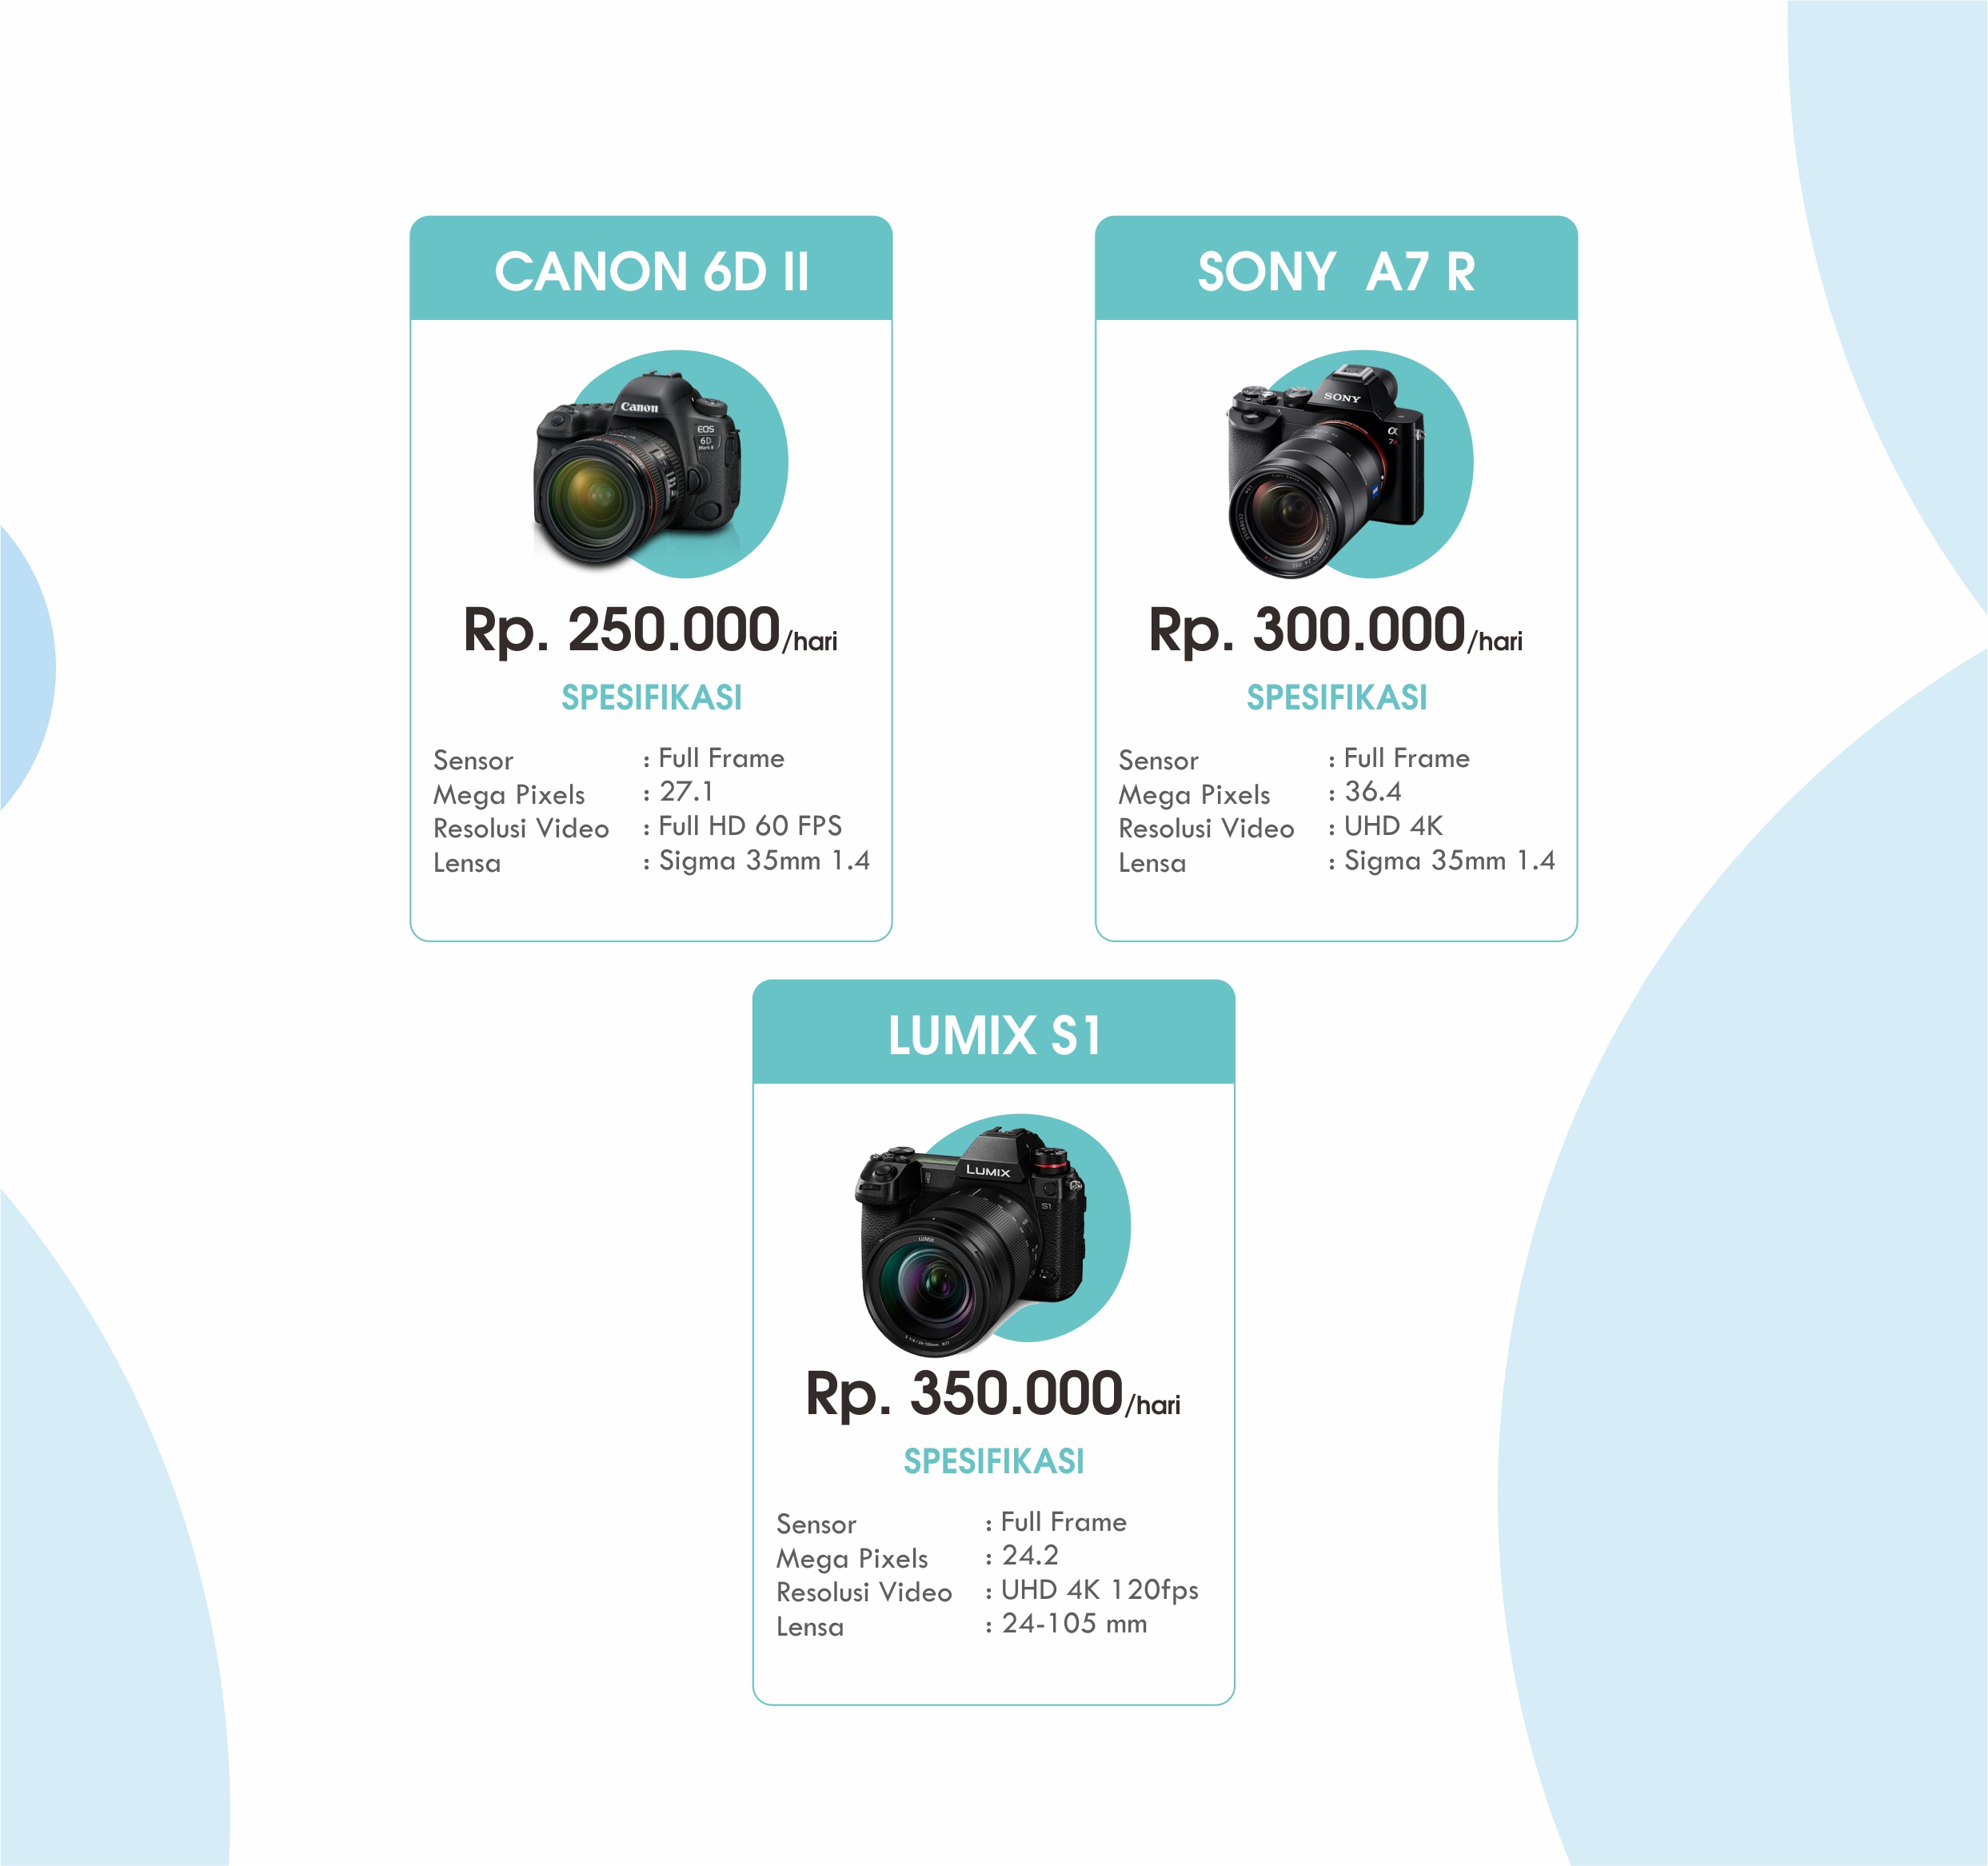 CANON 6D II
Canon
EOS
6D
Mark II
Rp. 250.000/hari
SPESIFIKASI
Sensor : Full Frame
Mega Pixels : 27.1
Resolusi Video : Full HD 60 FPS
Lensa : Sigma 35mm 1.4
SONY A7 R
SONY
α
7R
Rp. 300.000/hari
SPESIFIKASI
Sensor : Full Frame
Mega Pixels : 36.4
Resolusi Video : UHD 4K
Lensa : Sigma 35mm 1.4
LUMIX S1
LUMIX
S1
LUMIX
Rp. 350.000/hari
SPESIFIKASI
Sensor : Full Frame
Mega Pixels : 24.2
Resolusi Video : UHD 4K 120fps
Lensa : 24-105 mm